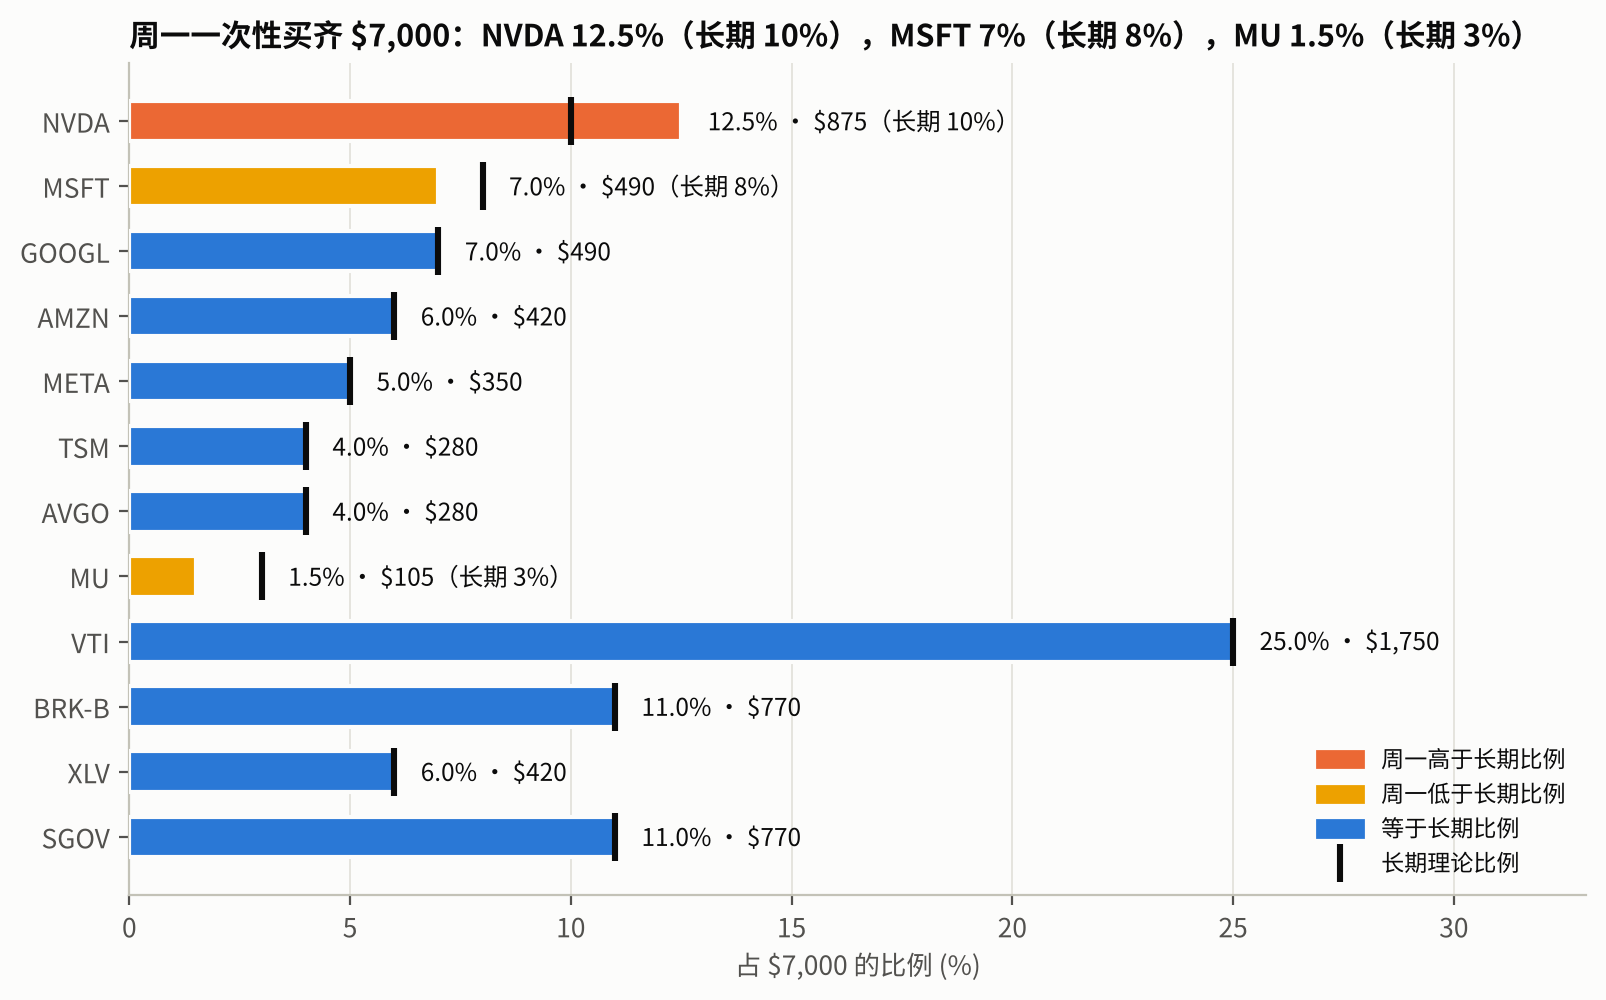 周一一次性买齐 $7,000：NVDA 12.5%（长期 10%），MSFT 7%（长期 8%），MU 1.5%（长期 3%）
NVDA 12.5% · $875（长期 10%）
MSFT 7.0% · $490（长期 8%）
GOOGL 7.0% · $490
AMZN 6.0% · $420
META 5.0% · $350
TSM 4.0% · $280
AVGO 4.0% · $280
MU 1.5% · $105（长期 3%）
VTI 25.0% · $1,750
BRK-B 11.0% · $770
XLV 6.0% · $420
SGOV 11.0% · $770
周一高于长期比例
周一低于长期比例
等于长期比例
长期理论比例
0 5 10 15 20 25 30
占 $7,000 的比例 (%)